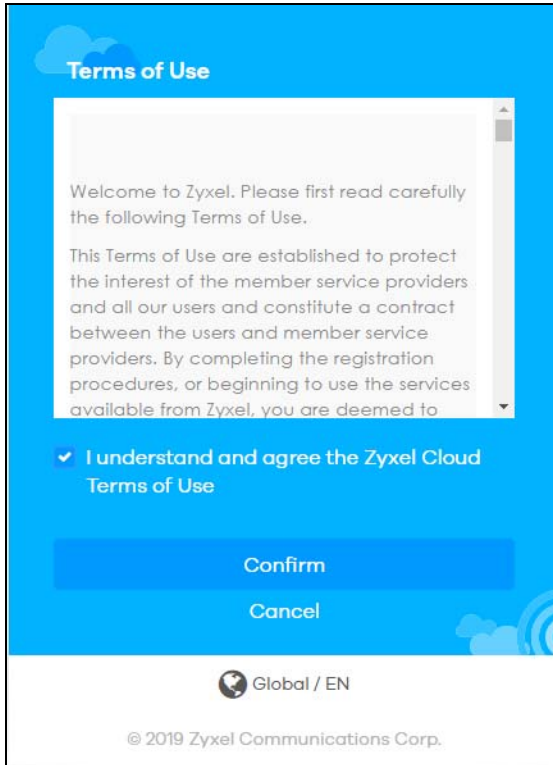 Terms of Use
Welcome to Zyxel. Please first read carefully
the following Terms of Use.
This Terms of Use are established to protect
the interest of the member service providers
and all our users and constitute a contract
between the users and member service
providers. By completing the registration
procedures, or beginning to use the services
available from Zyxel, you are deemed to
I understand and agree the Zyxel Cloud
Terms of Use
Confirm
Cancel
Global / EN
© 2019 Zyxel Communications Corp.